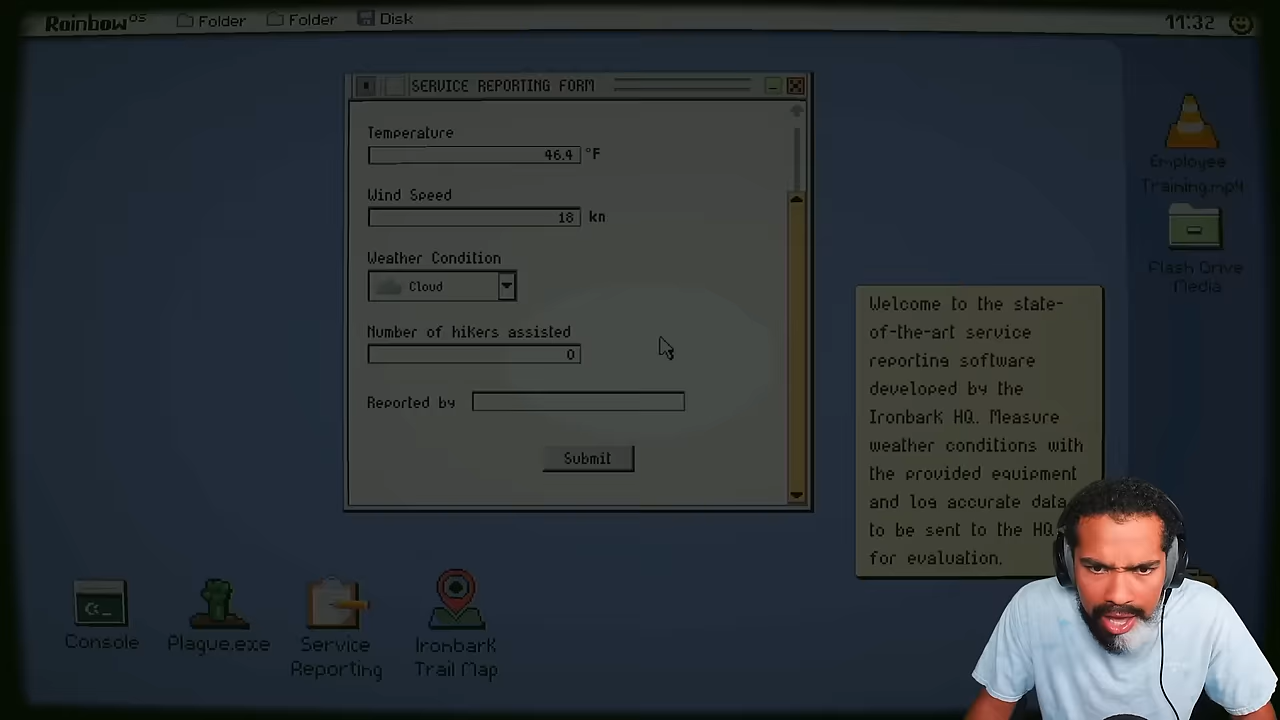 RainbowOS
Folder
Folder
Disk
11:32
SERVICE REPORTING FORM
Temperature
46.4 °F
Wind Speed
18 kn
Weather Condition
Cloud
Number of hikers assisted
0
Reported by
Submit
Employee
Training.mp4
Flash Drive
Media
Welcome to the state-
of-the-art service
reporting software
developed by the
Ironbark HQ. Measure
weather conditions with
the provided equipment
and log accurate data
to be sent to the HQ
for evaluation.
Console
Plague.exe
Service
Reporting
Ironbark
Trail Map